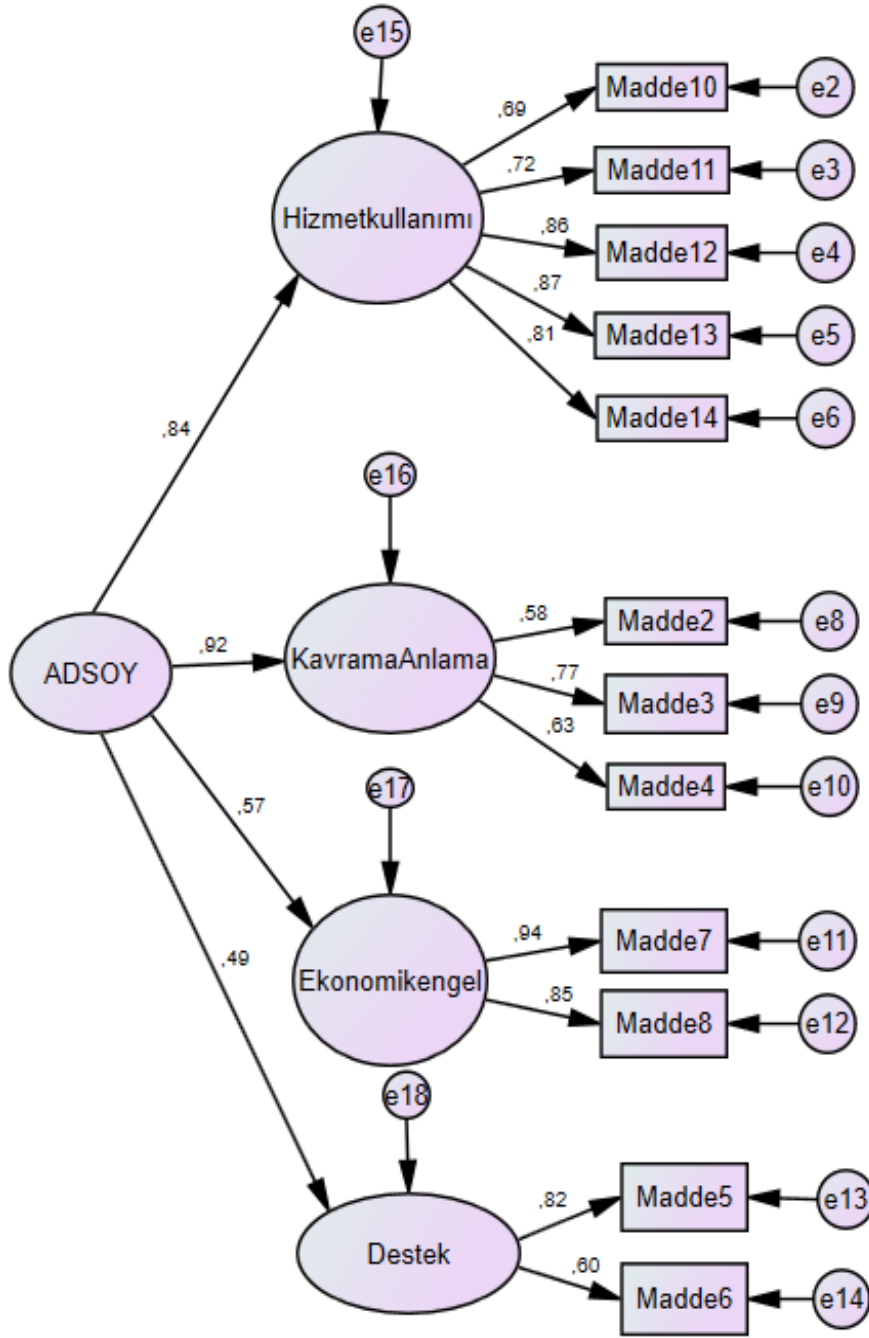 e15
Madde10
e2
,69
Madde11
e3
,72
Hizmetkullanımı
Madde12
e4
,86
Madde13
e5
,87
Madde14
e6
,81
,84
e16
Madde2
e8
,58
ADSOY
,92
KavramaAnlama
Madde3
e9
,77
Madde4
e10
,63
e17
,57
Madde7
e11
,94
Ekonomikengel
Madde8
e12
,85
,49
e18
Madde5
e13
,82
Destek
Madde6
e14
,60